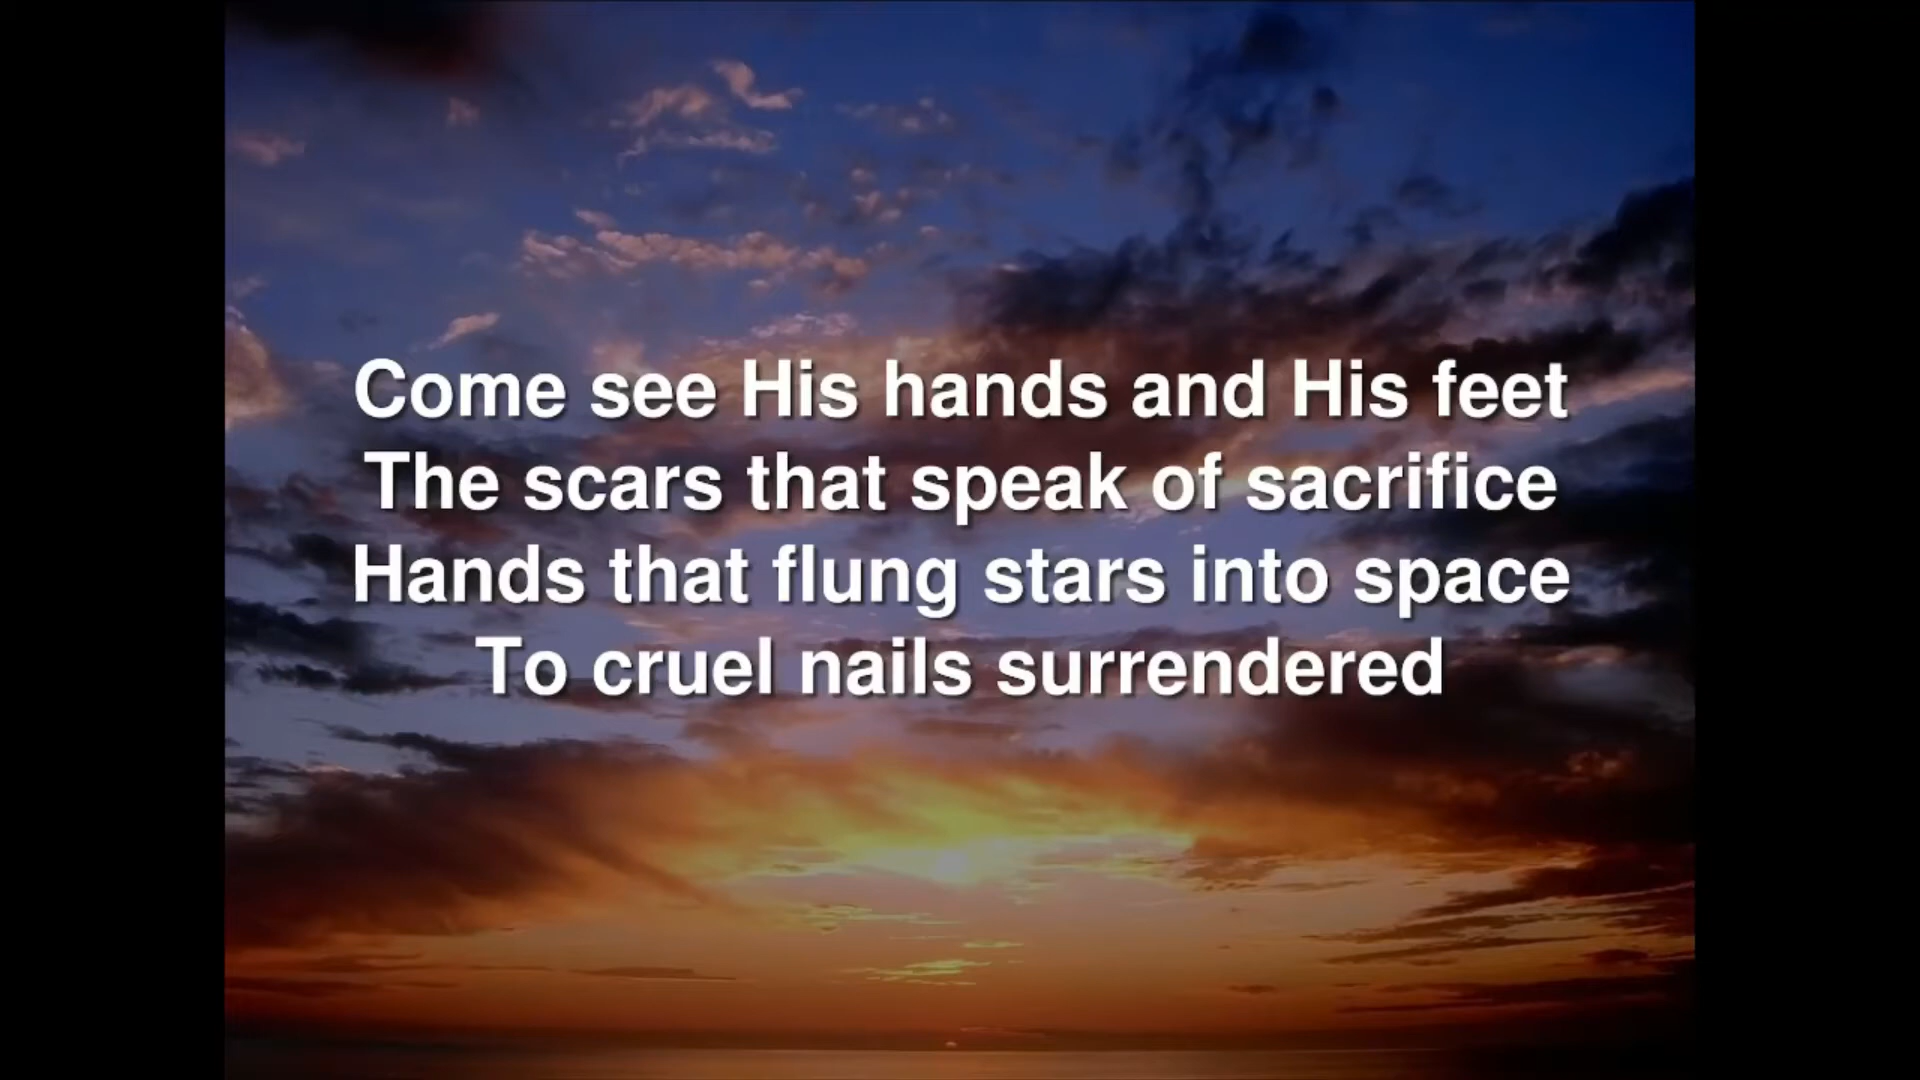 Come see His hands and His feet
The scars that speak of sacrifice
Hands that flung stars into space
To cruel nails surrendered